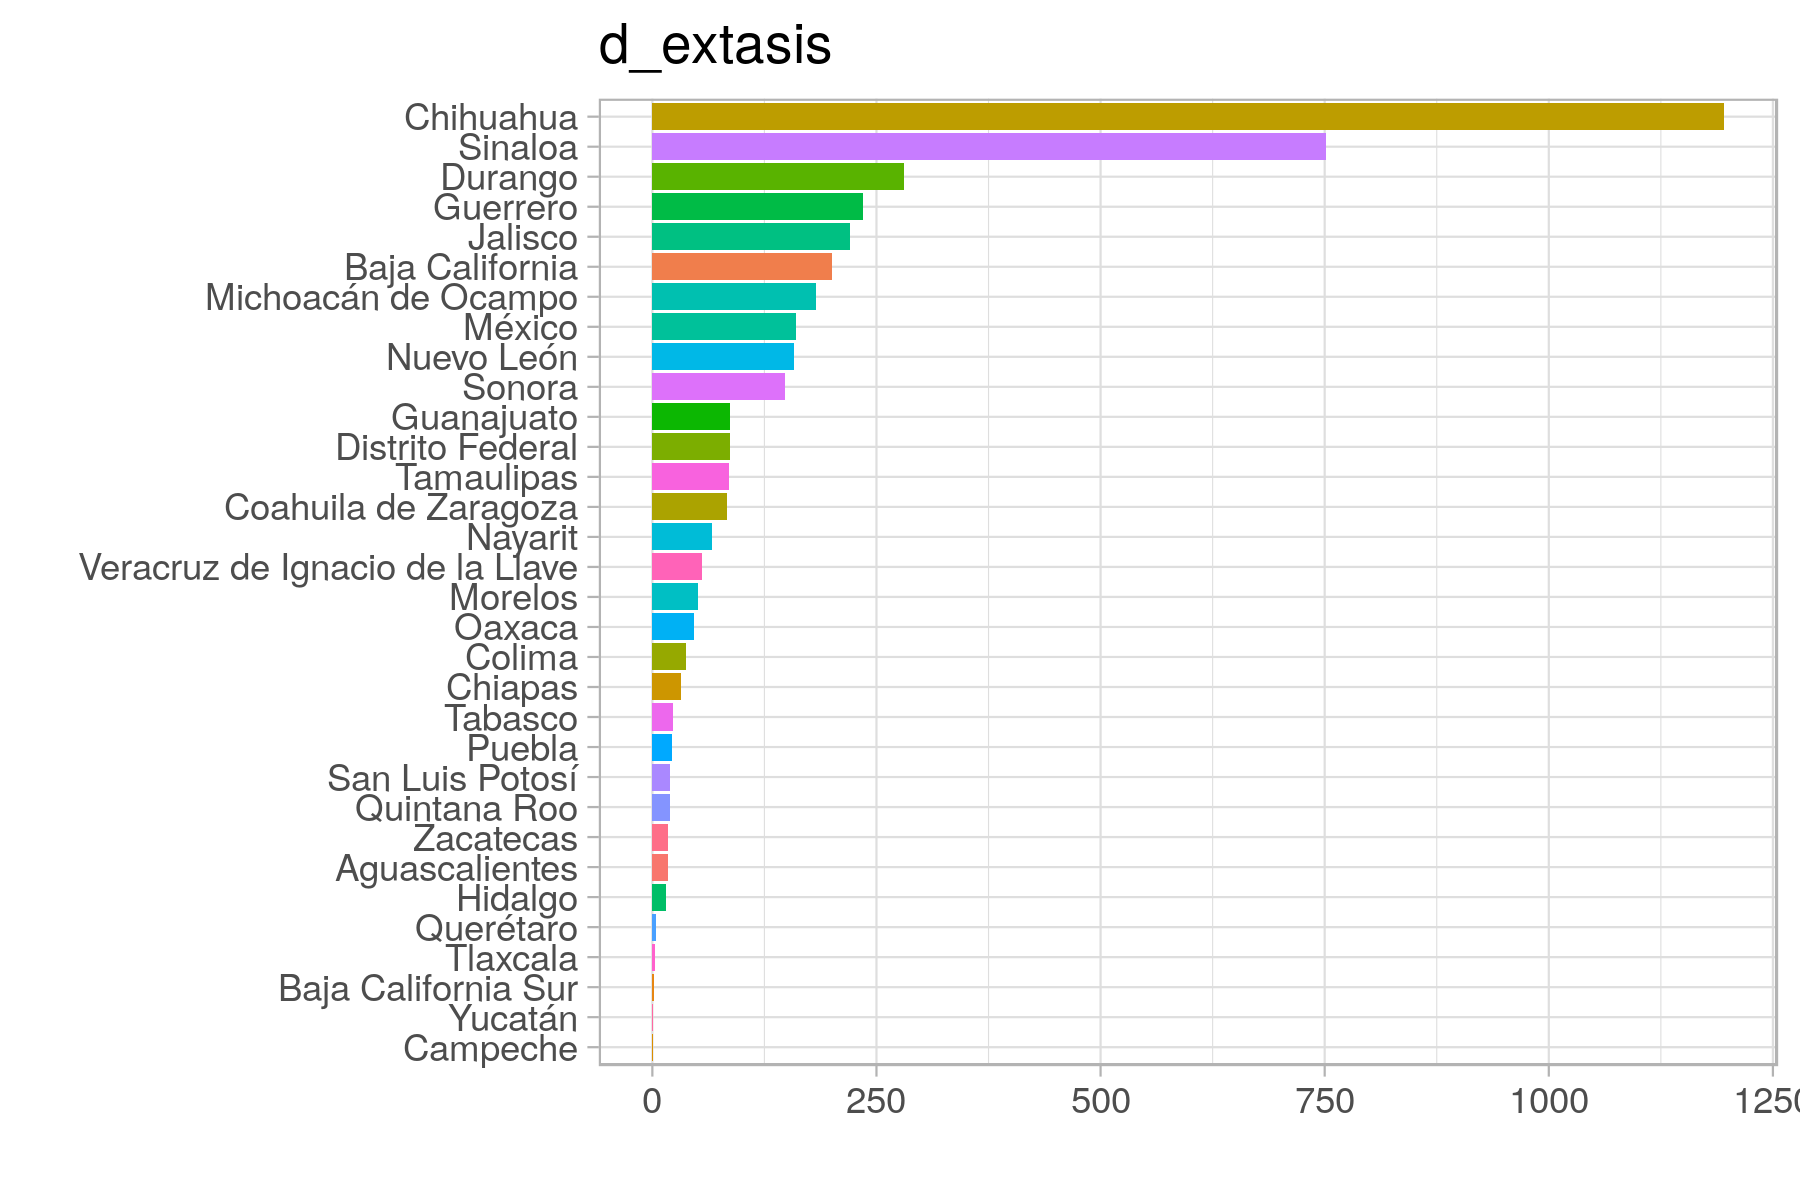 d_extasis
Chihuahua
Sinaloa
Durango
Guerrero
Jalisco
Baja California
Michoacán de Ocampo
México
Nuevo León
Sonora
Guanajuato
Distrito Federal
Tamaulipas
Coahuila de Zaragoza
Nayarit
Veracruz de Ignacio de la Llave
Morelos
Oaxaca
Colima
Chiapas
Tabasco
Puebla
San Luis Potosí
Quintana Roo
Zacatecas
Aguascalientes
Hidalgo
Querétaro
Tlaxcala
Baja California Sur
Yucatán
Campeche
0 250 500 750 1000 1250